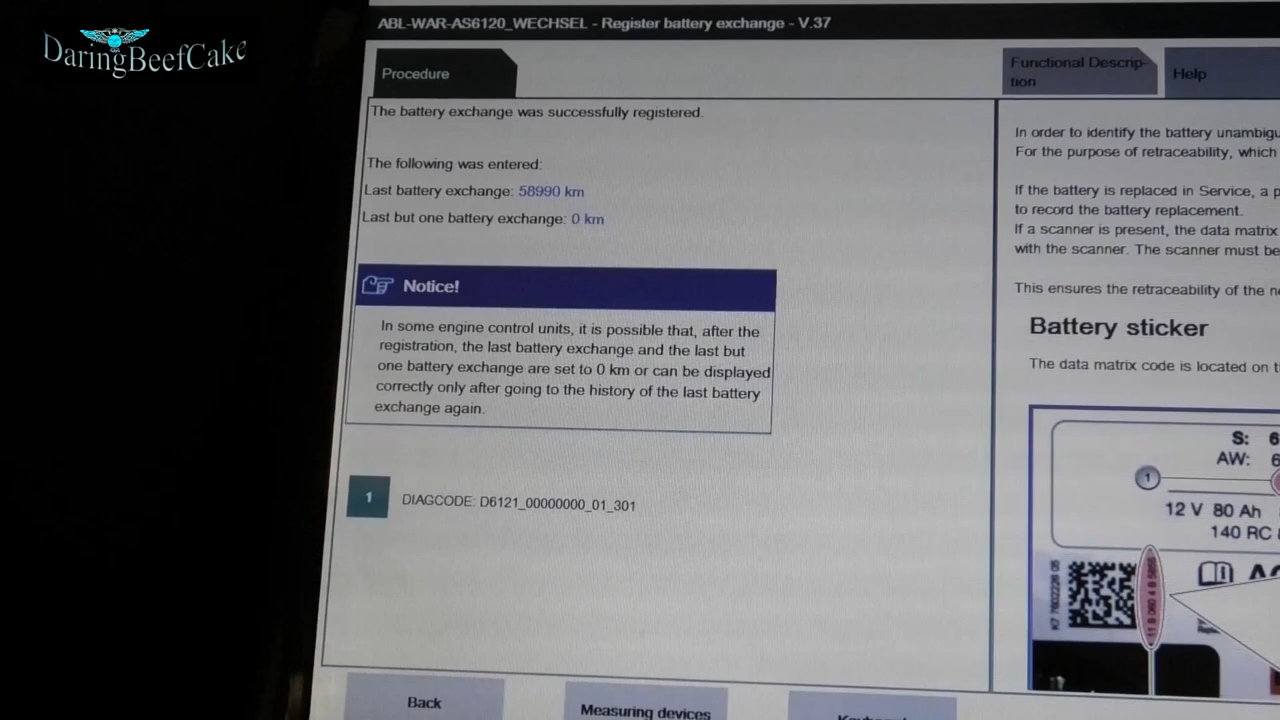 DaringBeefCake
ABL-WAR-AS6120_WECHSEL - Register battery exchange - V.37
Procedure
Functional Descrip-
tion
Help
The battery exchange was successfully registered.
The following was entered:
Last battery exchange: 58990 km
Last but one battery exchange: 0 km
Notice!
In some engine control units, it is possible that, after the
registration, the last battery exchange and the last but
one battery exchange are set to 0 km or can be displayed
correctly only after going to the history of the last battery
exchange again.
1 DIAGCODE: D6121_00000000_01_301
In order to identify the battery
For the purpose of retraceability, which
If the battery is replaced in Service, a
to record the battery replacement.
If a scanner is present, the data matrix
with the scanner. The scanner must be
This ensures the retraceability of the
Battery sticker
The data matrix code is located on
S: 6
AW: 6
1
12 V 80 Ah
140 RC
Back
Measuring devices